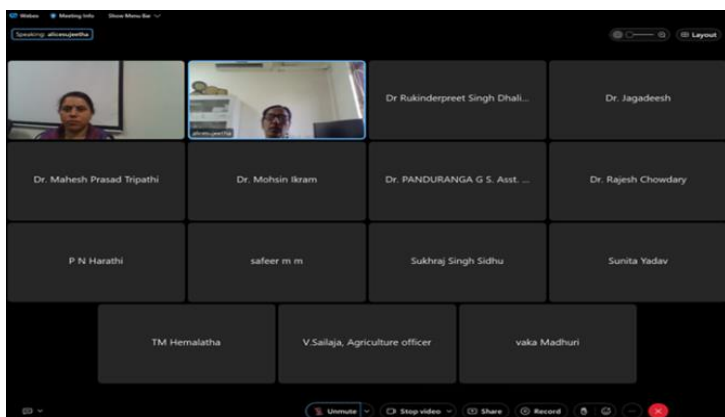 Webex Meeting Info Show Menu Bar
Speaking: alicesujeetha
Layout
alicesujeetha
Dr Rukinderpreet Singh Dhali...
Dr. Jagadeesh
Dr. Mahesh Prasad Tripathi
Dr. Mohsin Ikram
Dr. PANDURANGA G S. Asst. ...
Dr. Rajesh Chowdary
P N Harathi
safeer m m
Sukhraj Singh Sidhu
Sunita Yadav
TM Hemalatha
V.Sailaja, Agriculture officer
vaka Madhuri
Unmute Stop video Share Record